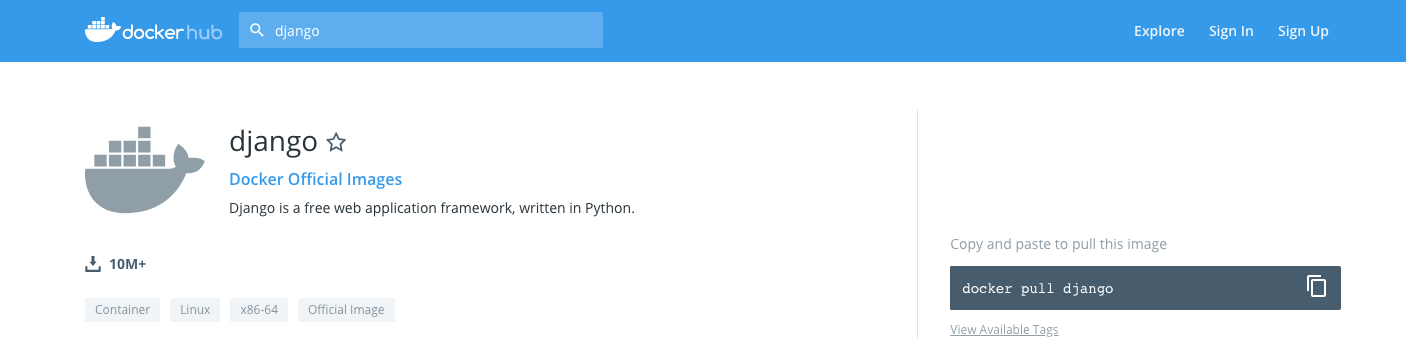 dockerhub
django
Explore
Sign In
Sign Up
django
Docker Official Images
Django is a free web application framework, written in Python.
10M+
Container
Linux
x86-64
Official Image
Copy and paste to pull this image
docker pull django
View Available Tags